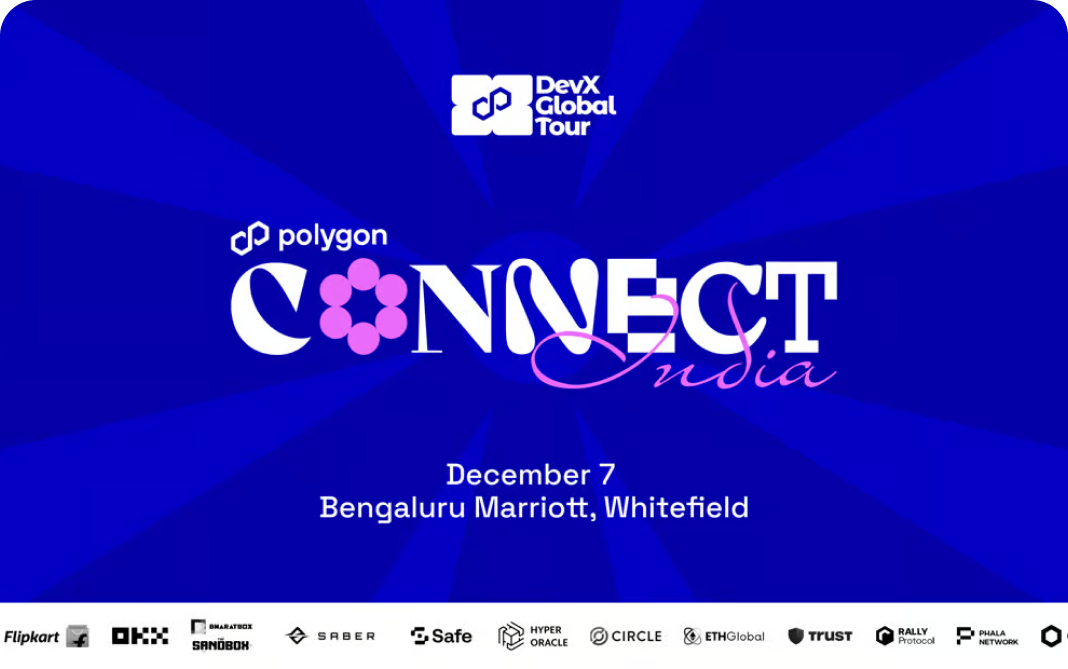 DevX
Global
Tour
polygon
CONNECT
India
December 7
Bengaluru Marriott, Whitefield
Flipkart
OKX
BHARATBOX
THE
SANDBOX
SABER
Safe
HYPER
ORACLE
CIRCLE
ETHGlobal
TRUST
RALLY
Protocol
PHALA
NETWORK